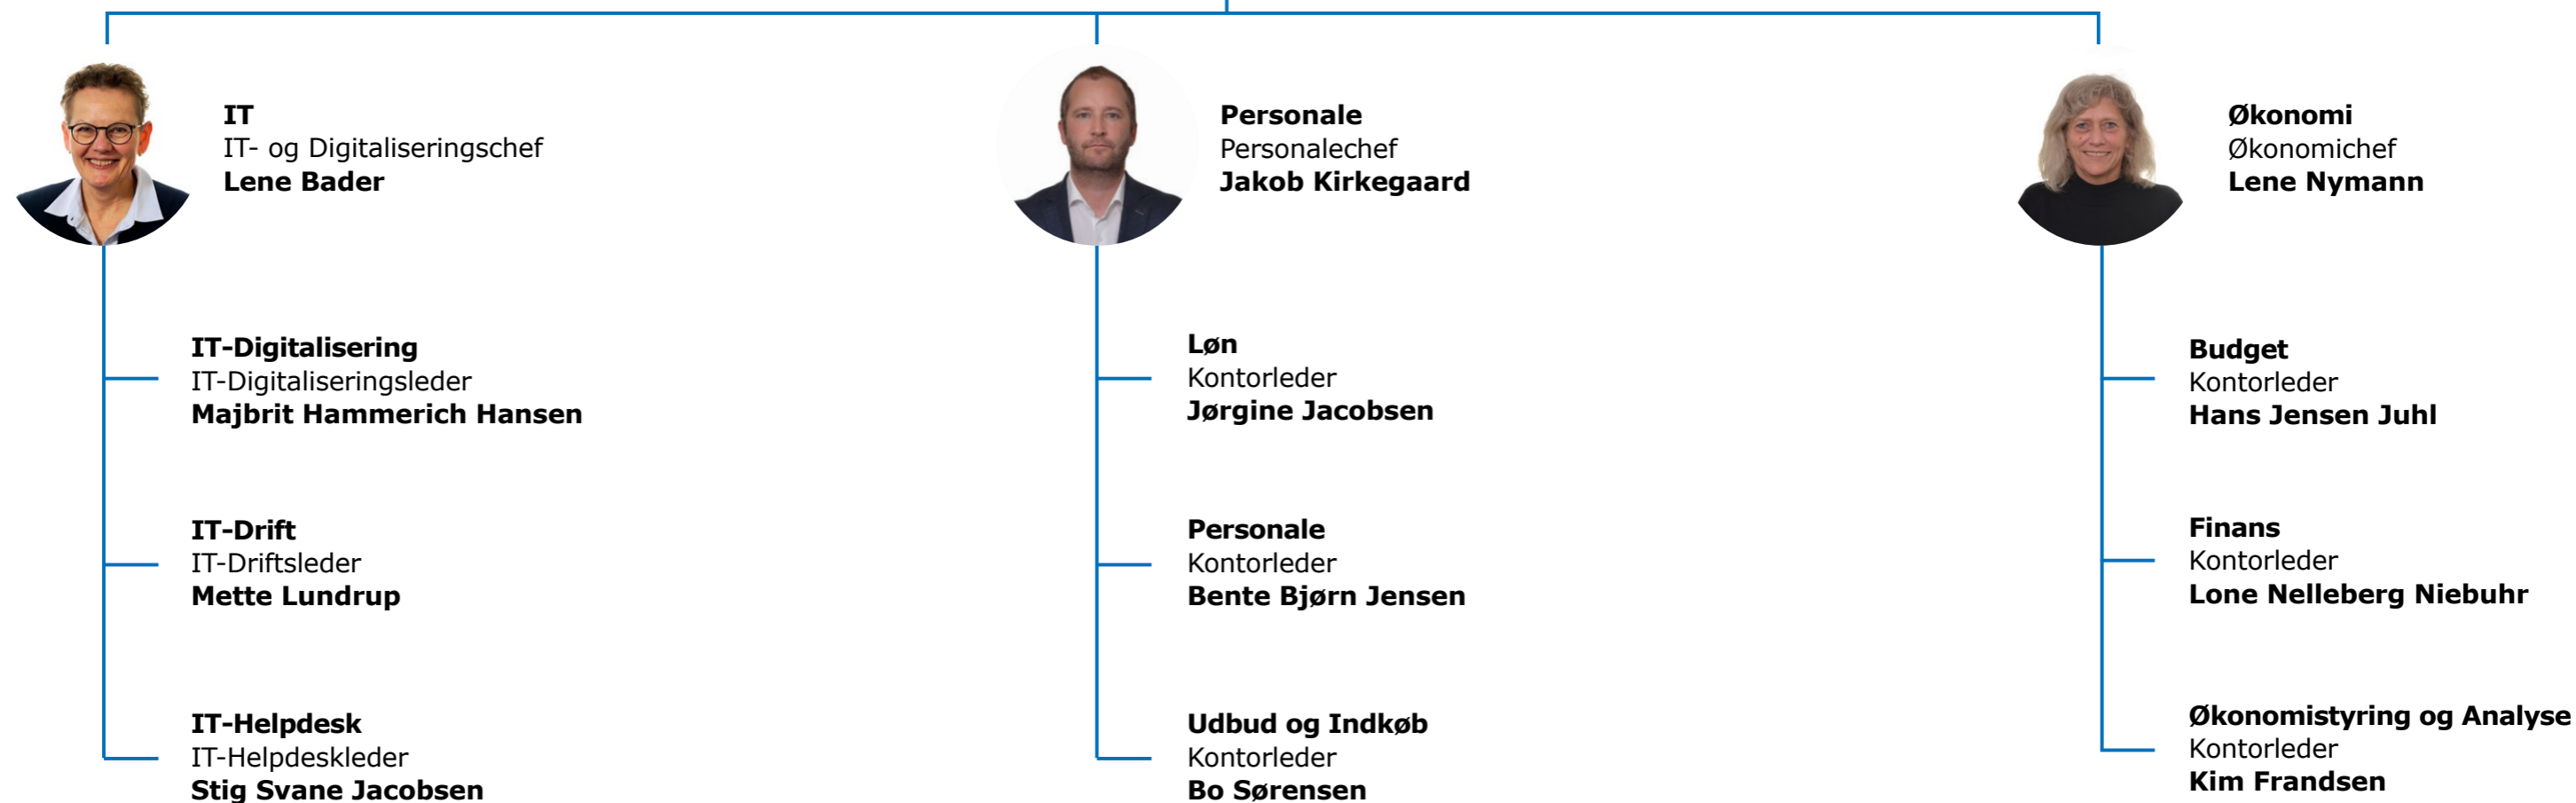 IT
IT- og Digitaliseringschef
Lene Bader
Personale
Personalechef
Jakob Kirkegaard
Økonomi
Økonomichef
Lene Nymann
IT-Digitalisering
IT-Digitaliseringsleder
Majbrit Hammerich Hansen
Løn
Kontorleder
Jørgine Jacobsen
Budget
Kontorleder
Hans Jensen Juhl
IT-Drift
IT-Driftsleder
Mette Lundrup
Personale
Kontorleder
Bente Bjørn Jensen
Finans
Kontorleder
Lone Nelleberg Niebuhr
IT-Helpdesk
IT-Helpdeskleder
Stig Svane Jacobsen
Udbud og Indkøb
Kontorleder
Bo Sørensen
Økonomistyring og Analyse
Kontorleder
Kim Frandsen